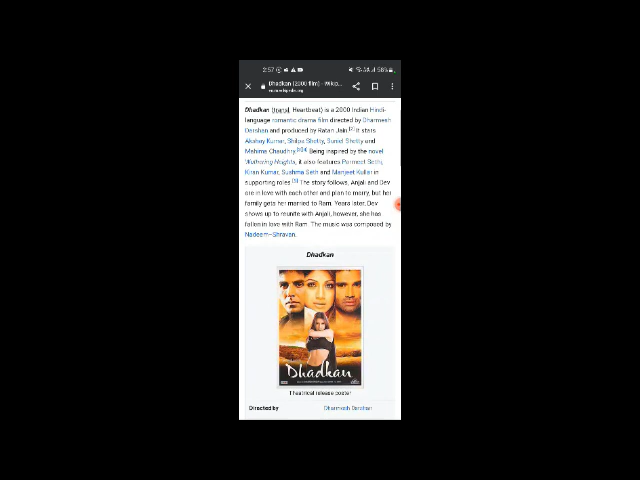 2:57
58%
Dhadkan (2000 film) - Wikip...
Dhadkan (transl. Heartbeat) is a 2000 Indian Hindi-
language romantic drama film directed by Dharmesh
Darshan and produced by Ratan Jain. It stars
Akshay Kumar, Shilpa Shetty, Suniel Shetty and
Mahima Chaudhry. Being inspired by the novel
Wuthering Heights, it also features Parmeet Sethi,
Kiran Kumar, Sushma Seth and Manjeet Kullar in
supporting roles. The story follows, Anjali and Dev
are in love with each other and plan to marry, but her
family gets her married to Ram. Years later, Dev
shows up to reunite with Anjali, however, she has
fallen in love with Ram. The music was composed by
Nadeem–Shravan.
Dhadkan
Dhadkan
Theatrical release poster
Directed by Dharmesh Darshan